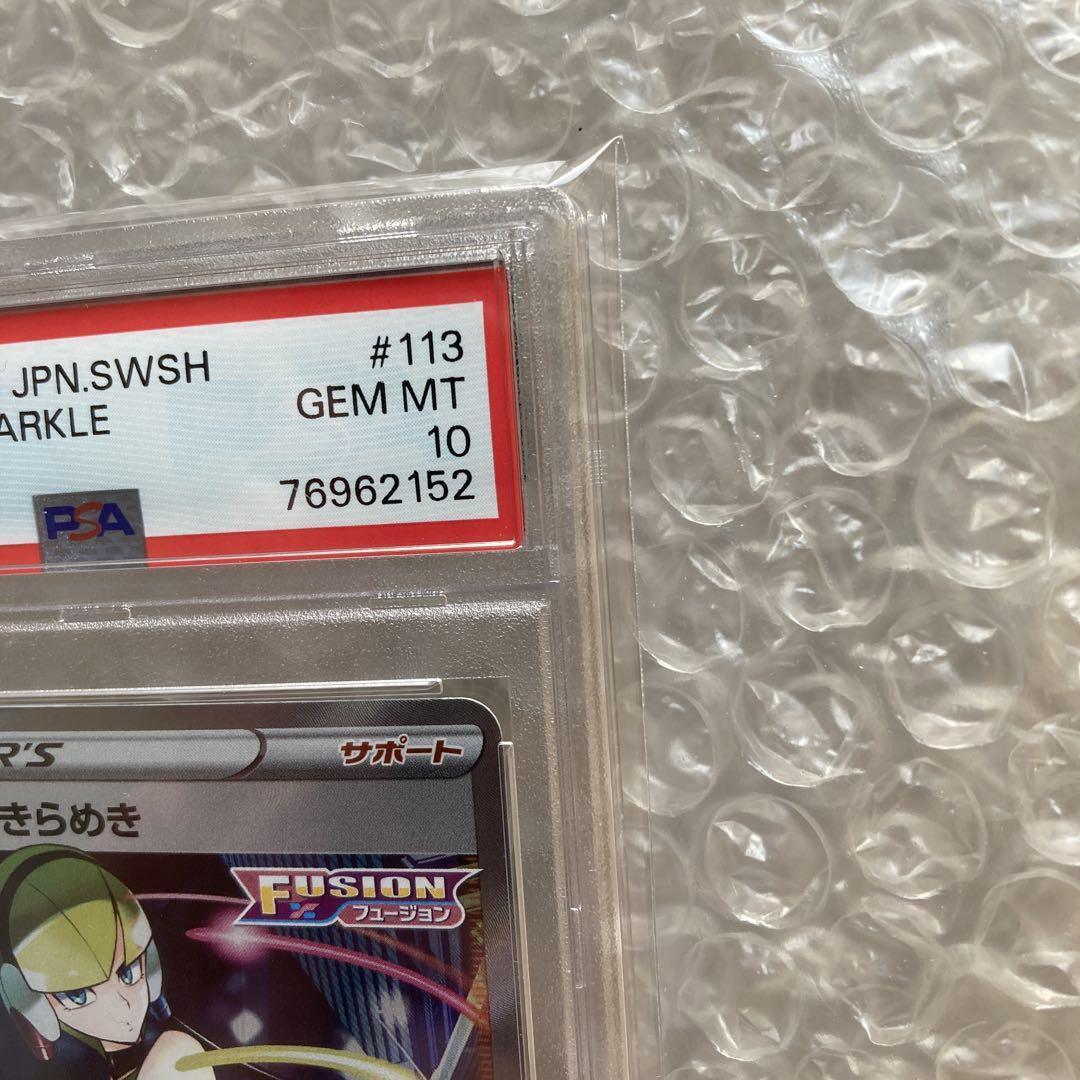 JPN.SWSH #113
ARKLE GEM MT
10
PSA 76962152
R'S サポート
きらめき
FUSION
フュージョン